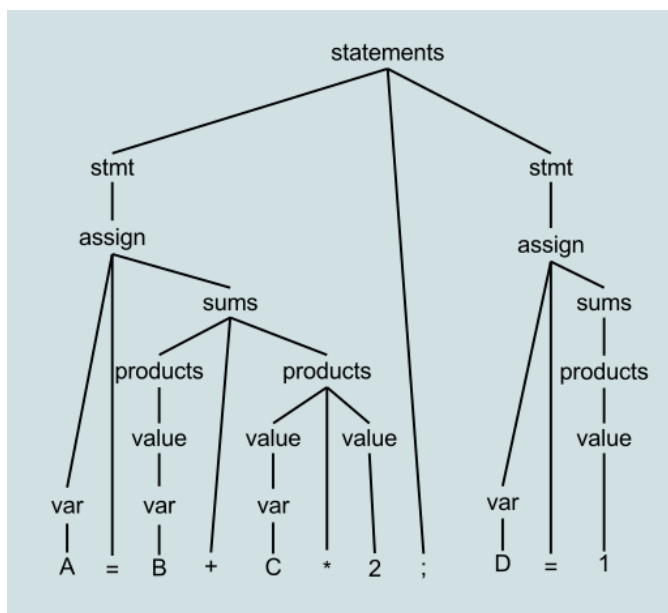 statements
stmt stmt
assign assign
sums sums
products products products
value value value value
var var var var
A = B + C * 2 ; D = 1